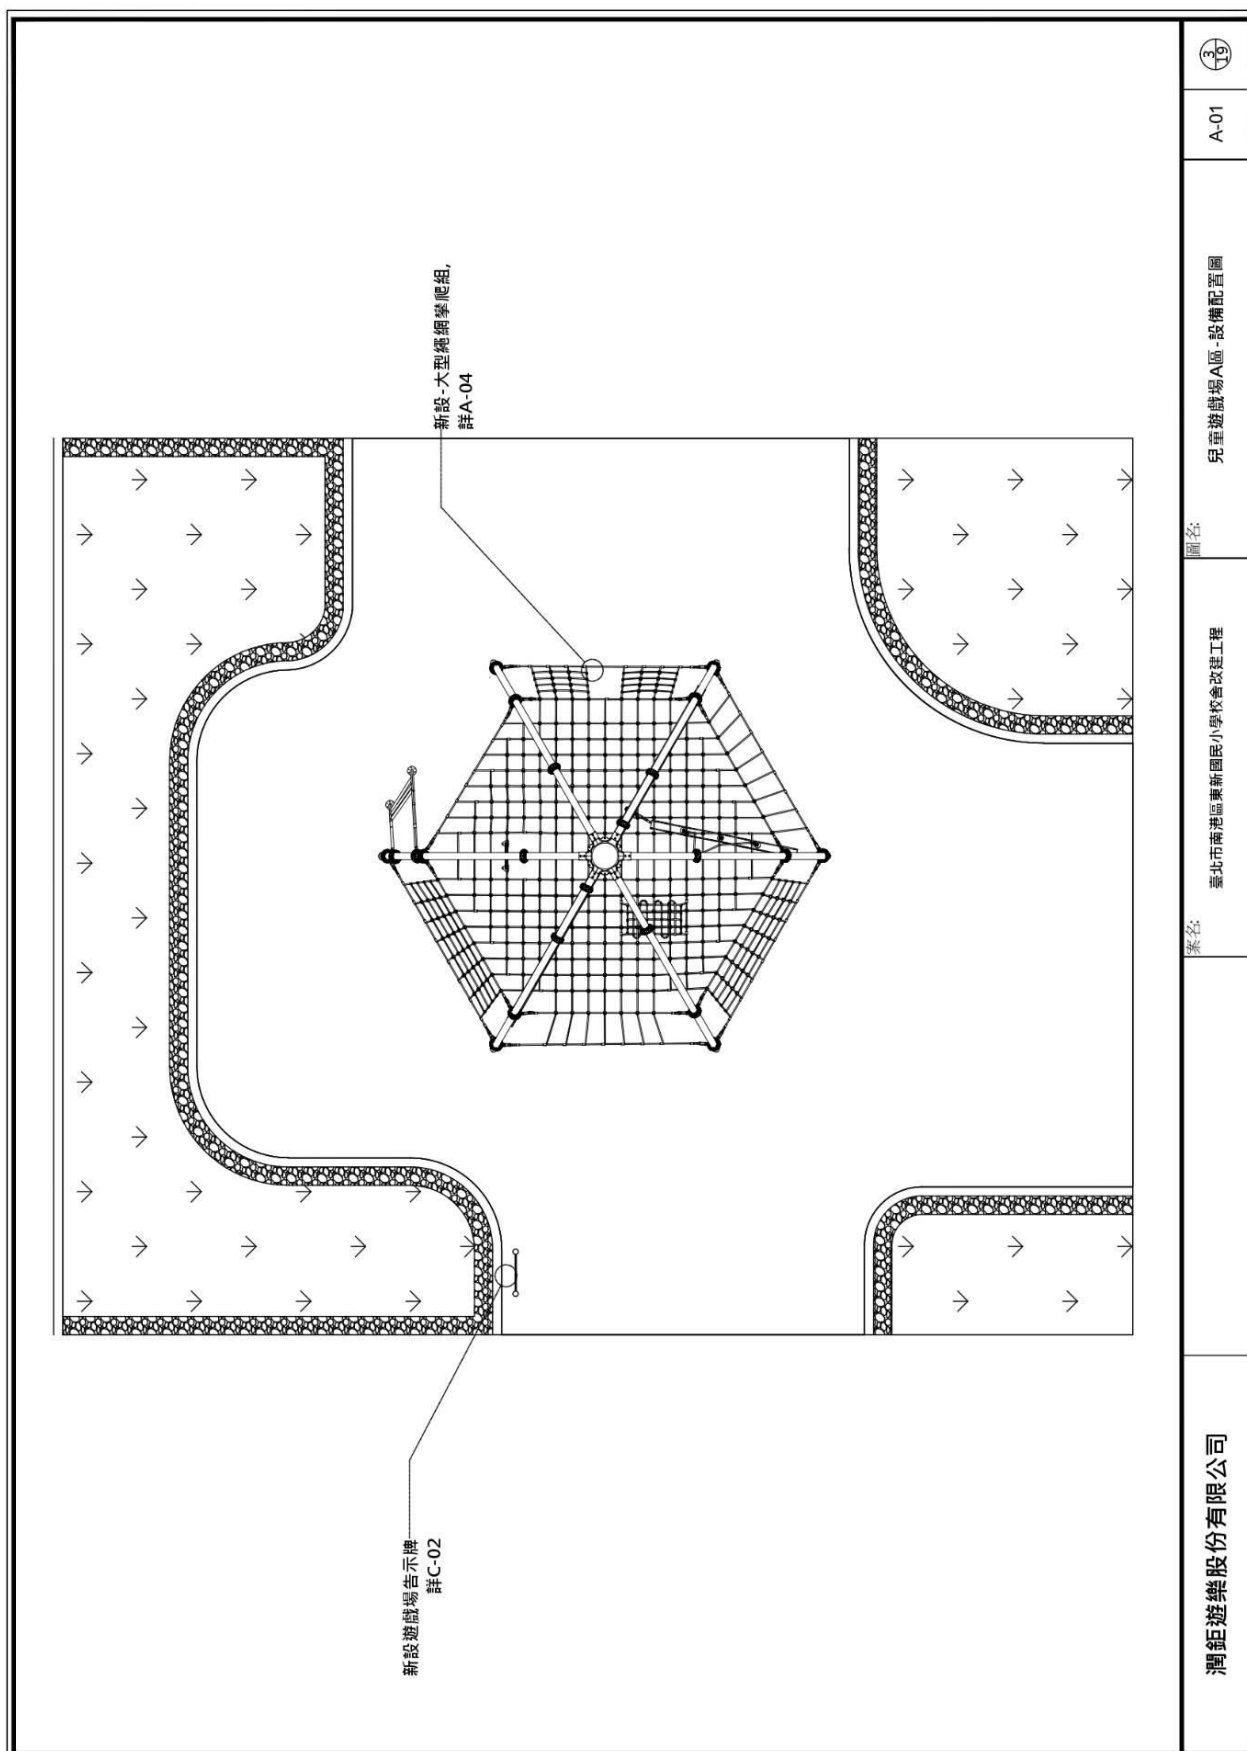 新設-大型繩網攀爬組,
詳A-04
新設遊戲場告示牌
詳C-02
潤鉅遊樂股份有限公司
案名:
臺北市南港區東新國民小學校舍改建工程
圖名:
兒童遊戲場A區-設備配置圖
A-01
3
19